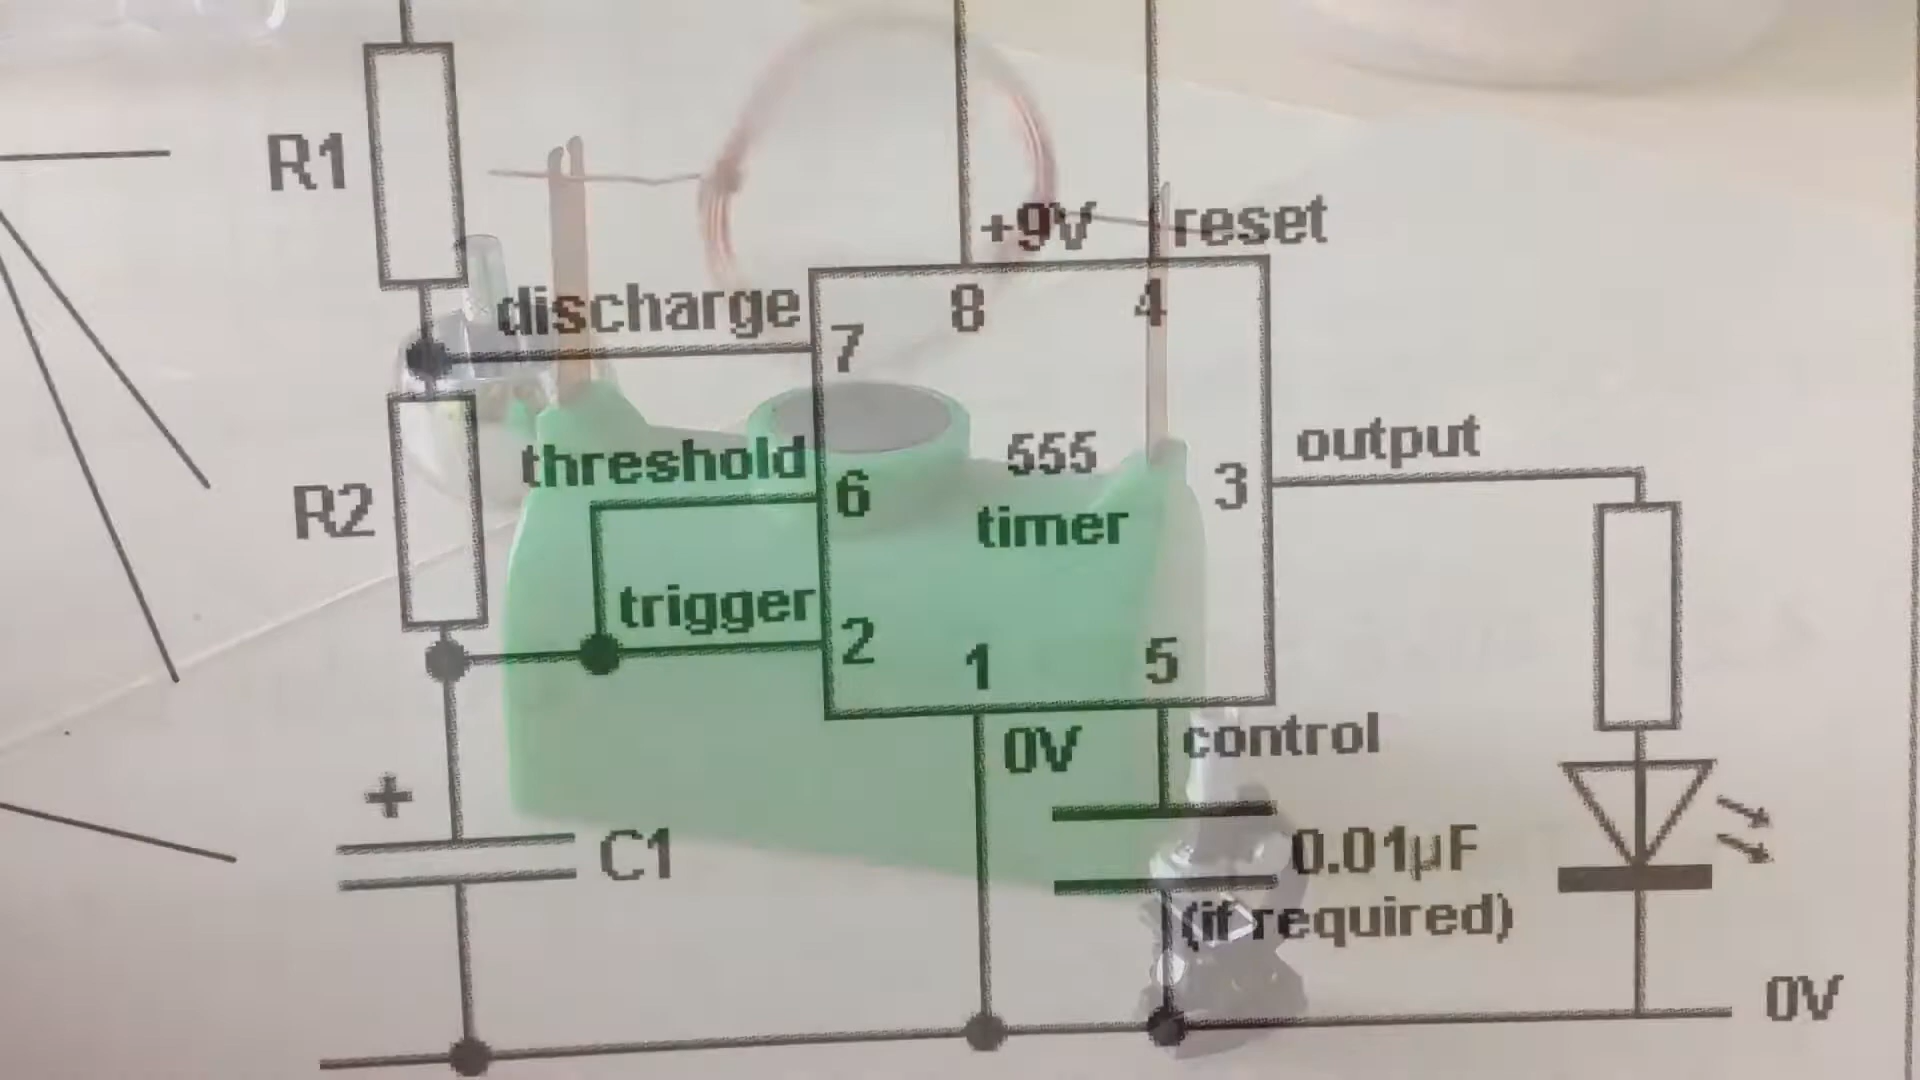 R1
+9V
reset
discharge
7
8
4
threshold
6
555
timer
3
output
R2
trigger
2
1
5
0V
control
+
C1
0.01µF
(if required)
0V